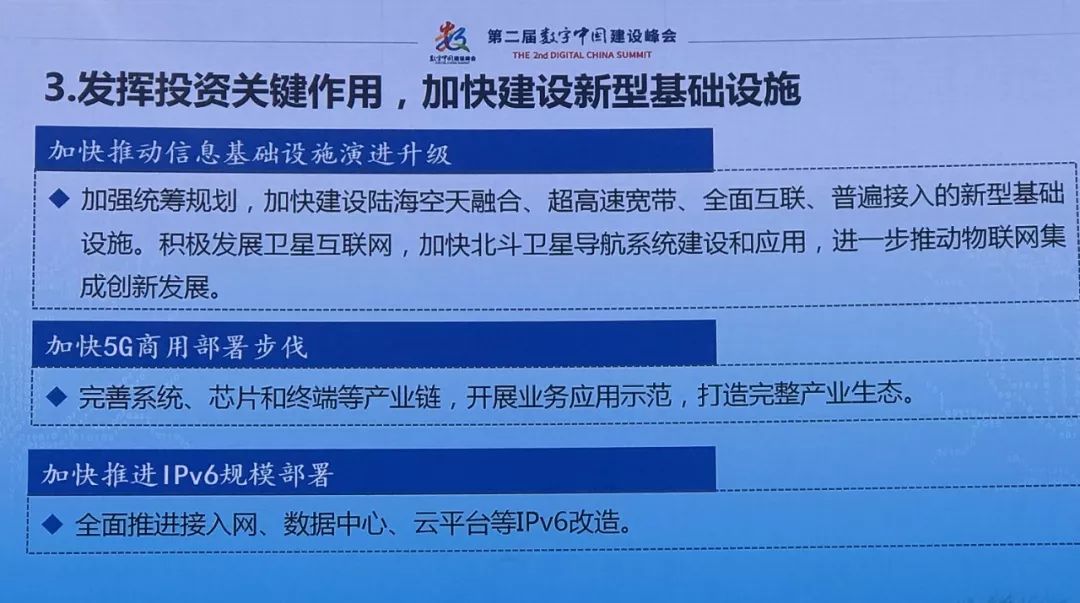 第二届数字中国建设峰会
数字中国建设峰会
THE 2nd DIGITAL CHINA SUMMIT
3.发挥投资关键作用，加快建设新型基础设施
加快推动信息基础设施演进升级
◆ 加强统筹规划，加快建设陆海空天融合、超高速宽带、全面互联、普遍接入的新型基础
设施。积极发展卫星互联网，加快北斗卫星导航系统建设和应用，进一步推动物联网集
成创新发展。
加快5G商用部署步伐
◆ 完善系统、芯片和终端等产业链，开展业务应用示范，打造完整产业生态。
加快推进IPv6规模部署
◆ 全面推进接入网、数据中心、云平台等IPv6改造。